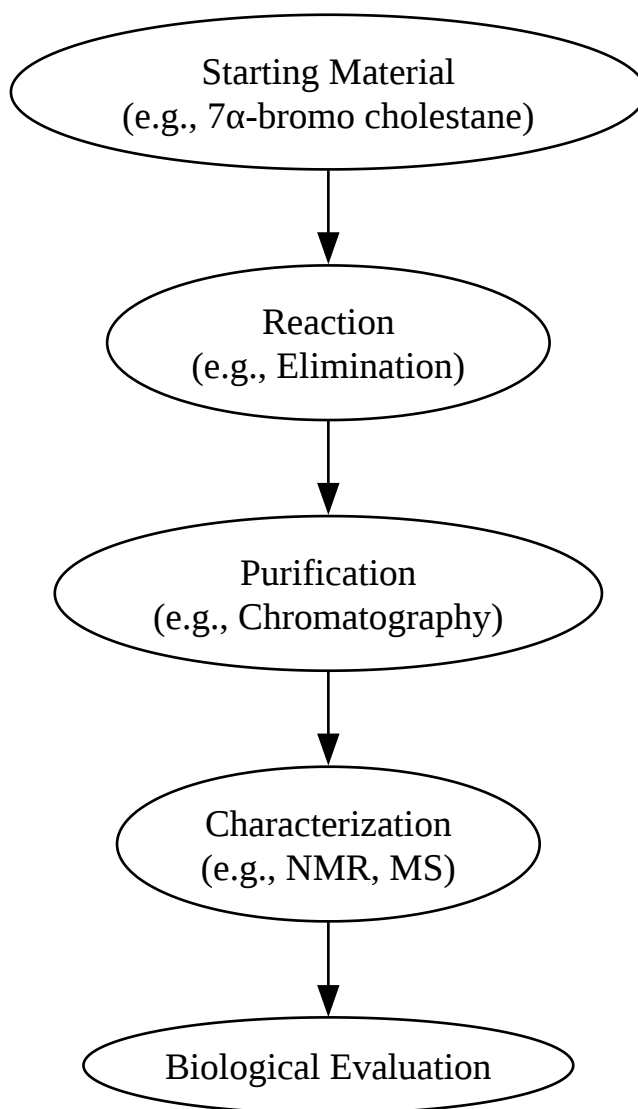 Starting Material
(e.g., 7α-bromo cholestane)
Reaction
(e.g., Elimination)
Purification
(e.g., Chromatography)
Characterization
(e.g., NMR, MS)
Biological Evaluation